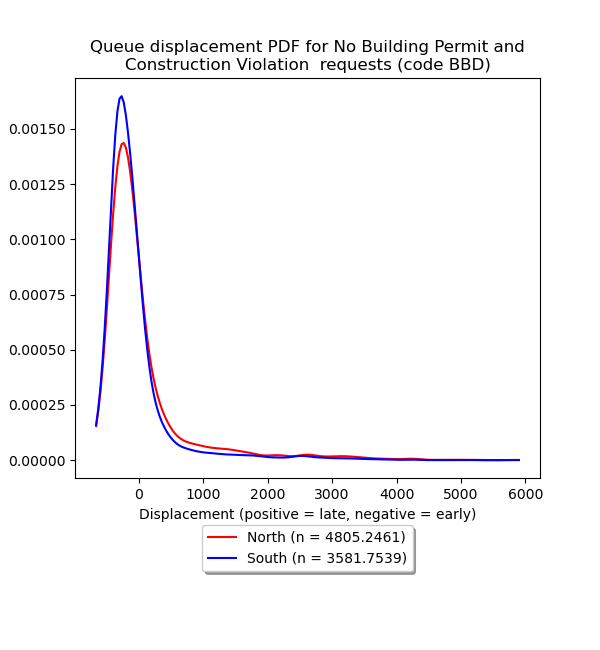 Queue displacement PDF for No Building Permit and
Construction Violation  requests (code BBD)
0.00150
0.00125
0.00100
0.00075
0.00050
0.00025
0.00000
0 1000 2000 3000 4000 5000 6000
Displacement (positive = late, negative = early)
North (n = 4805.2461)
South (n = 3581.7539)